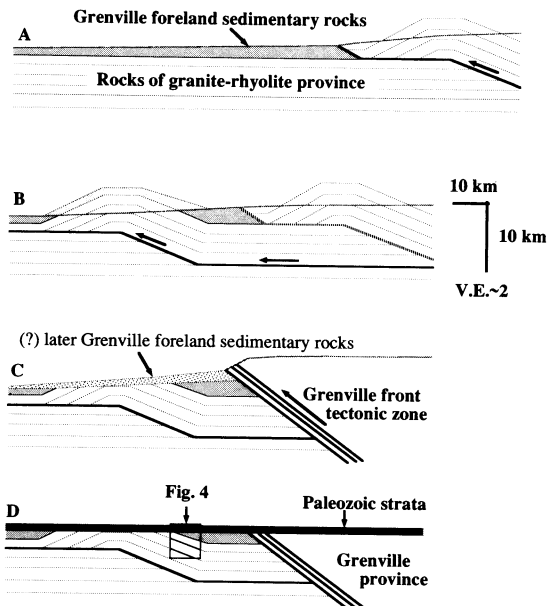 Grenville foreland sedimentary rocks
A
Rocks of granite-rhyolite province
B
10 km
10 km
V.E.~2
(?) later Grenville foreland sedimentary rocks
C
Grenville front
tectonic zone
D
Fig. 4
Paleozoic strata
Grenville
province